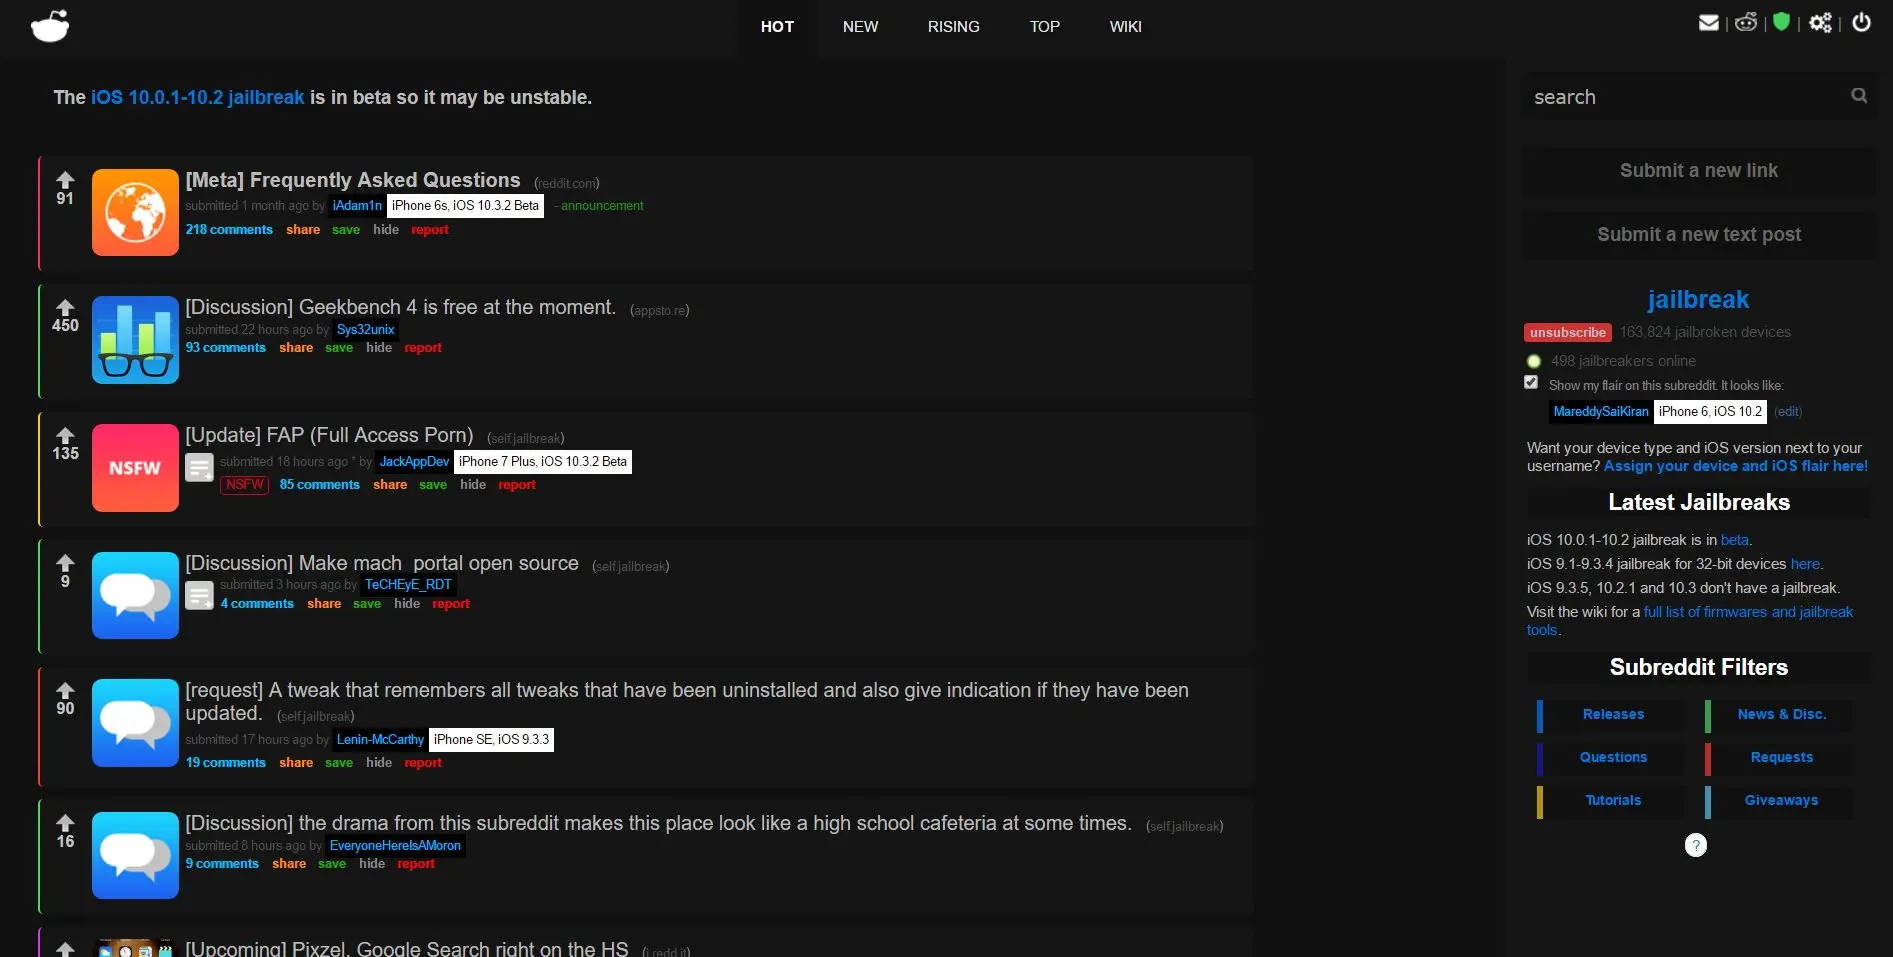 HOT NEW RISING TOP WIKI
| | | |
The iOS 10.0.1-10.2 jailbreak is in beta so it may be unstable.
91
[Meta] Frequently Asked Questions (reddit.com)
submitted 1 month ago by iAdam1n iPhone 6s, iOS 10.3.2 Beta - announcement
218 comments share save hide report
450
[Discussion] Geekbench 4 is free at the moment. (appsto.re)
submitted 22 hours ago by Sys32unix
93 comments share save hide report
135
NSFW
[Update] FAP (Full Access Porn) (self.jailbreak)
submitted 18 hours ago * by JackAppDev iPhone 7 Plus, iOS 10.3.2 Beta
NSFW 85 comments share save hide report
9
[Discussion] Make mach_portal open source (self.jailbreak)
submitted 3 hours ago by TeCHEyE_RDT
4 comments share save hide report
90
[request] A tweak that remembers all tweaks that have been uninstalled and also give indication if they have been
updated. (self.jailbreak)
submitted 17 hours ago by Lenin-McCarthy iPhone SE, iOS 9.3.3
19 comments share save hide report
16
[Discussion] the drama from this subreddit makes this place look like a high school cafeteria at some times. (self.jailbreak)
submitted 8 hours ago by EveryoneHereIsAMoron
9 comments share save hide report
[Upcoming] Pixzel. Google Search right on the HS (i.redd.it)
search
Submit a new link
Submit a new text post
jailbreak
unsubscribe 163,824 jailbroken devices
498 jailbreakers online
Show my flair on this subreddit. It looks like:
MareddySaiKiran iPhone 6, iOS 10.2 (edit)
Want your device type and iOS version next to your
username? Assign your device and iOS flair here!
Latest Jailbreaks
iOS 10.0.1-10.2 jailbreak is in beta.
iOS 9.1-9.3.4 jailbreak for 32-bit devices here.
iOS 9.3.5, 10.2.1 and 10.3 don't have a jailbreak.
Visit the wiki for a full list of firmwares and jailbreak
tools.
Subreddit Filters
Releases News & Disc.
Questions Requests
Tutorials Giveaways
?